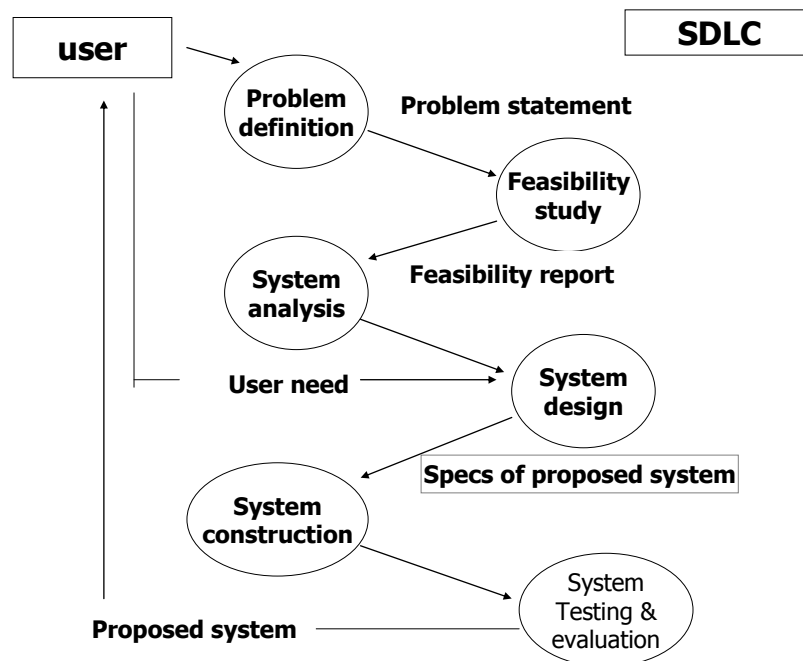 user
SDLC
Problem
definition
Problem statement
Feasibility
study
Feasibility report
System
analysis
User need
System
design
Specs of proposed system
System
construction
System
Testing &
evaluation
Proposed system